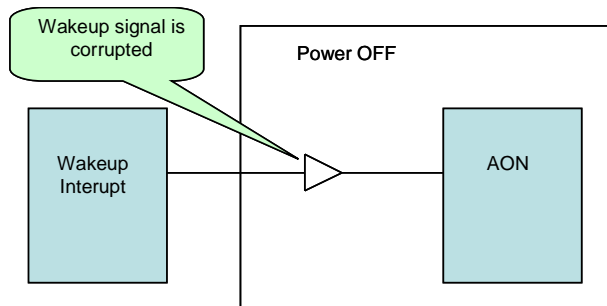 Wakeup signal is
corrupted
Power OFF
Wakeup
Interupt
AON